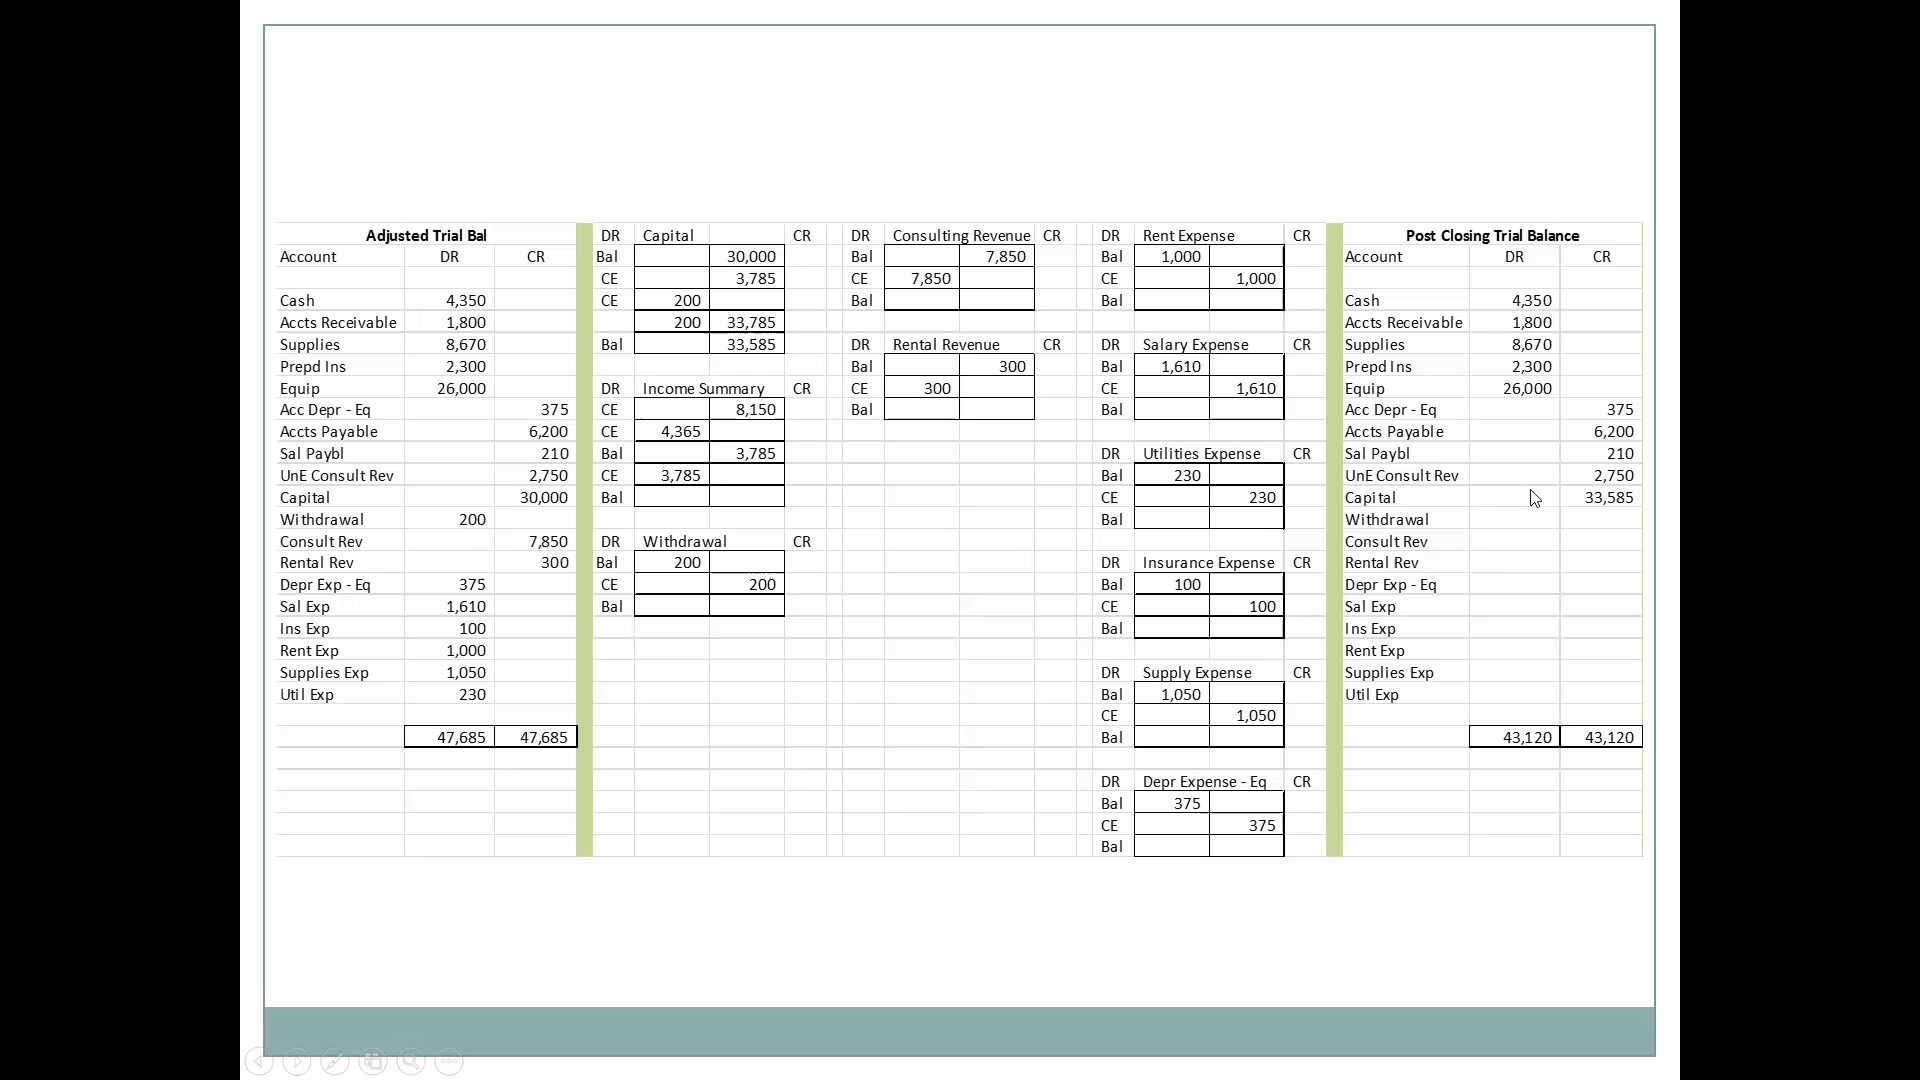 Adjusted Trial Bal
Account DR CR
Cash 4,350
Accts Receivable 1,800
Supplies 8,670
Prepd Ins 2,300
Equip 26,000
Acc Depr - Eq 375
Accts Payable 6,200
Sal Paybl 210
UnE Consult Rev 2,750
Capital 30,000
Withdrawal 200
Consult Rev 7,850
Rental Rev 300
Depr Exp - Eq 375
Sal Exp 1,610
Ins Exp 100
Rent Exp 1,000
Supplies Exp 1,050
Util Exp 230
47,685 47,685
DR Capital CR
Bal 30,000
CE 3,785
CE 200
200 33,785
Bal 33,585
DR Income Summary CR
CE 8,150
CE 4,365
Bal 3,785
CE 3,785
Bal
DR Withdrawal CR
Bal 200
CE 200
Bal
DR Consulting Revenue CR
Bal 7,850
CE 7,850
Bal
DR Rental Revenue CR
Bal 300
CE 300
Bal
DR Rent Expense CR
Bal 1,000
CE 1,000
Bal
DR Salary Expense CR
Bal 1,610
CE 1,610
Bal
DR Utilities Expense CR
Bal 230
CE 230
Bal
DR Insurance Expense CR
Bal 100
CE 100
Bal
DR Supply Expense CR
Bal 1,050
CE 1,050
Bal
DR Depr Expense - Eq CR
Bal 375
CE 375
Bal
Post Closing Trial Balance
Account DR CR
Cash 4,350
Accts Receivable 1,800
Supplies 8,670
Prepd Ins 2,300
Equip 26,000
Acc Depr - Eq 375
Accts Payable 6,200
Sal Paybl 210
UnE Consult Rev 2,750
Capital 33,585
Withdrawal
Consult Rev
Rental Rev
Depr Exp - Eq
Sal Exp
Ins Exp
Rent Exp
Supplies Exp
Util Exp
43,120 43,120